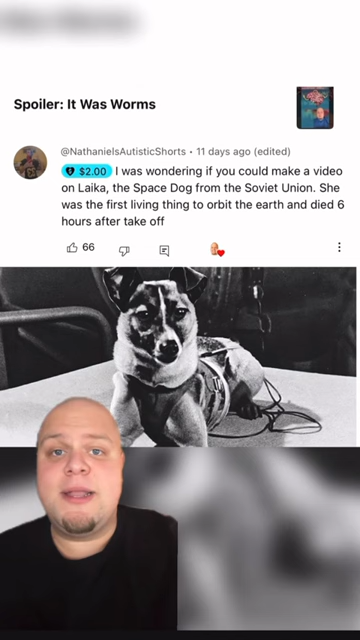 Spoiler: It Was Worms
@NathanielsAutisticShorts • 11 days ago (edited)
$2.00 I was wondering if you could make a video
on Laika, the Space Dog from the Soviet Union. She
was the first living thing to orbit the earth and died 6
hours after take off
66